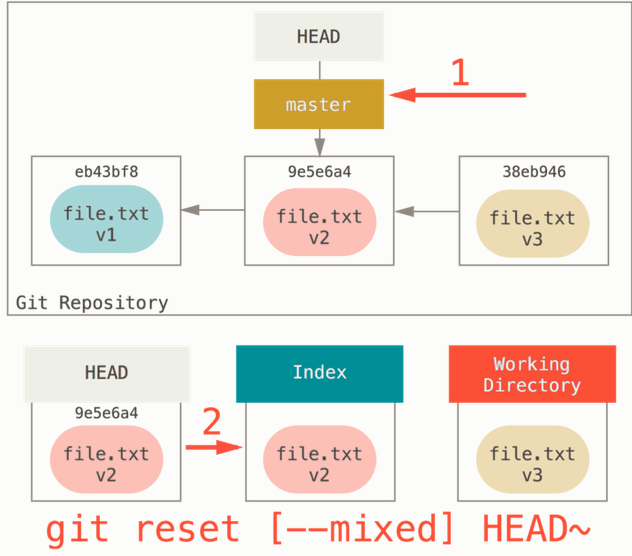 HEAD
1
master
eb43bf8
9e5e6a4
38eb946
file.txt
v1
file.txt
v2
file.txt
v3
Git Repository
HEAD
Index
Working
Directory
9e5e6a4
2
file.txt
v2
file.txt
v2
file.txt
v3
git reset [--mixed] HEAD~